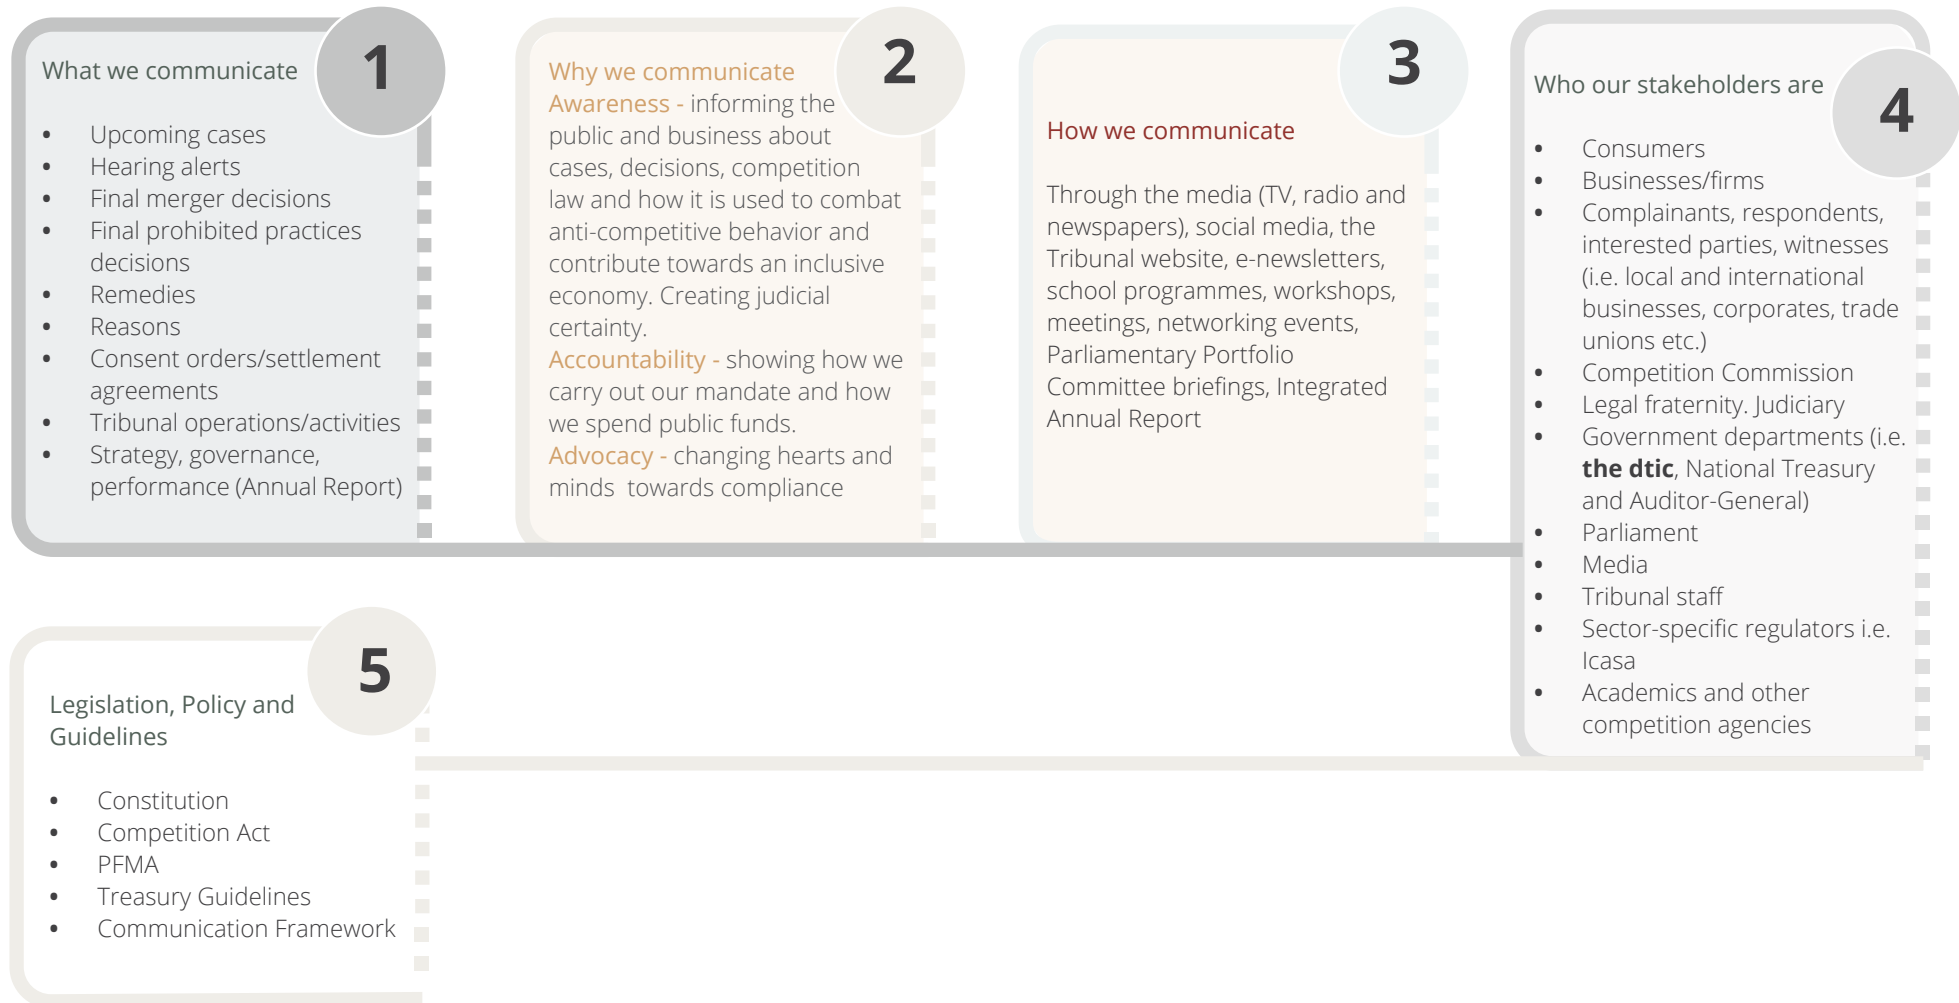 1
What we communicate
• Upcoming cases
• Hearing alerts
• Final merger decisions
• Final prohibited practices
decisions
• Remedies
• Reasons
• Consent orders/settlement
agreements
• Tribunal operations/activities
• Strategy, governance,
performance (Annual Report)
2
Why we communicate
Awareness - informing the
public and business about
cases, decisions, competition
law and how it is used to combat
anti-competitive behavior and
contribute towards an inclusive
economy. Creating judicial
certainty.
Accountability - showing how we
carry out our mandate and how
we spend public funds.
Advocacy - changing hearts and
minds towards compliance
3
How we communicate
Through the media (TV, radio and
newspapers), social media, the
Tribunal website, e-newsletters,
school programmes, workshops,
meetings, networking events,
Parliamentary Portfolio
Committee briefings, Integrated
Annual Report
4
Who our stakeholders are
• Consumers
• Businesses/firms
• Complainants, respondents,
interested parties, witnesses
(i.e. local and international
businesses, corporates, trade
unions etc.)
• Competition Commission
• Legal fraternity. Judiciary
• Government departments (i.e.
the dtic, National Treasury
and Auditor-General)
• Parliament
• Media
• Tribunal staff
• Sector-specific regulators i.e.
Icasa
• Academics and other
competition agencies
5
Legislation, Policy and
Guidelines
• Constitution
• Competition Act
• PFMA
• Treasury Guidelines
• Communication Framework